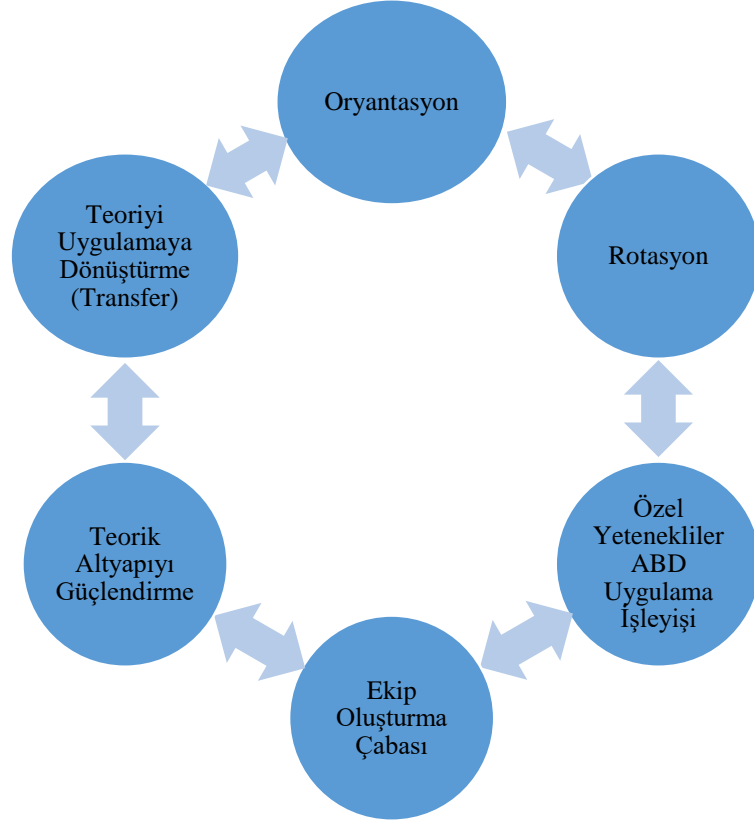 Oryantasyon
Rotasyon
Özel
Yetenekliler
ABD
Uygulama
İşleyişi
Ekip
Oluşturma
Çabası
Teorik
Altyapıyı
Güçlendirme
Teoriyi
Uygulamaya
Dönüştürme
(Transfer)